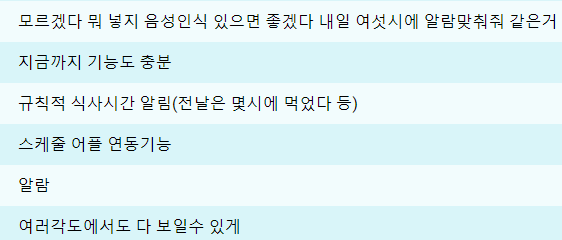 모르겠다 뭐 넣지 음성인식 있으면 좋겠다 내일 여섯시에 알람맞춰줘 같은거
지금까지 기능도 충분
규칙적 식사시간 알림(전날은 몇시에 먹었다 등)
스케줄 어플 연동기능
알람
여러각도에서도 다 보일수 있게